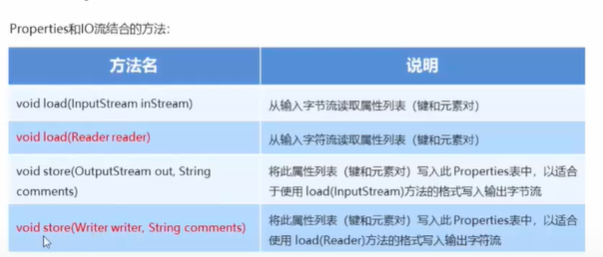 Properties和IO流结合的方法：
方法名
说明
void load(InputStream inStream)
从输入字节流读取属性列表（键和元素对）
void load(Reader reader)
从输入字符流读取属性列表（键和元素对）
void store(OutputStream out, String
comments)
将此属性列表（键和元素对）写入此 Properties表中，以适合
于使用 load(InputStream)方法的格式写入输出字节流
void store(Writer writer, String comments)
将此属性列表（键和元素对）写入此 Properties表中，以适合
使用 load(Reader)方法的格式写入输出字符流